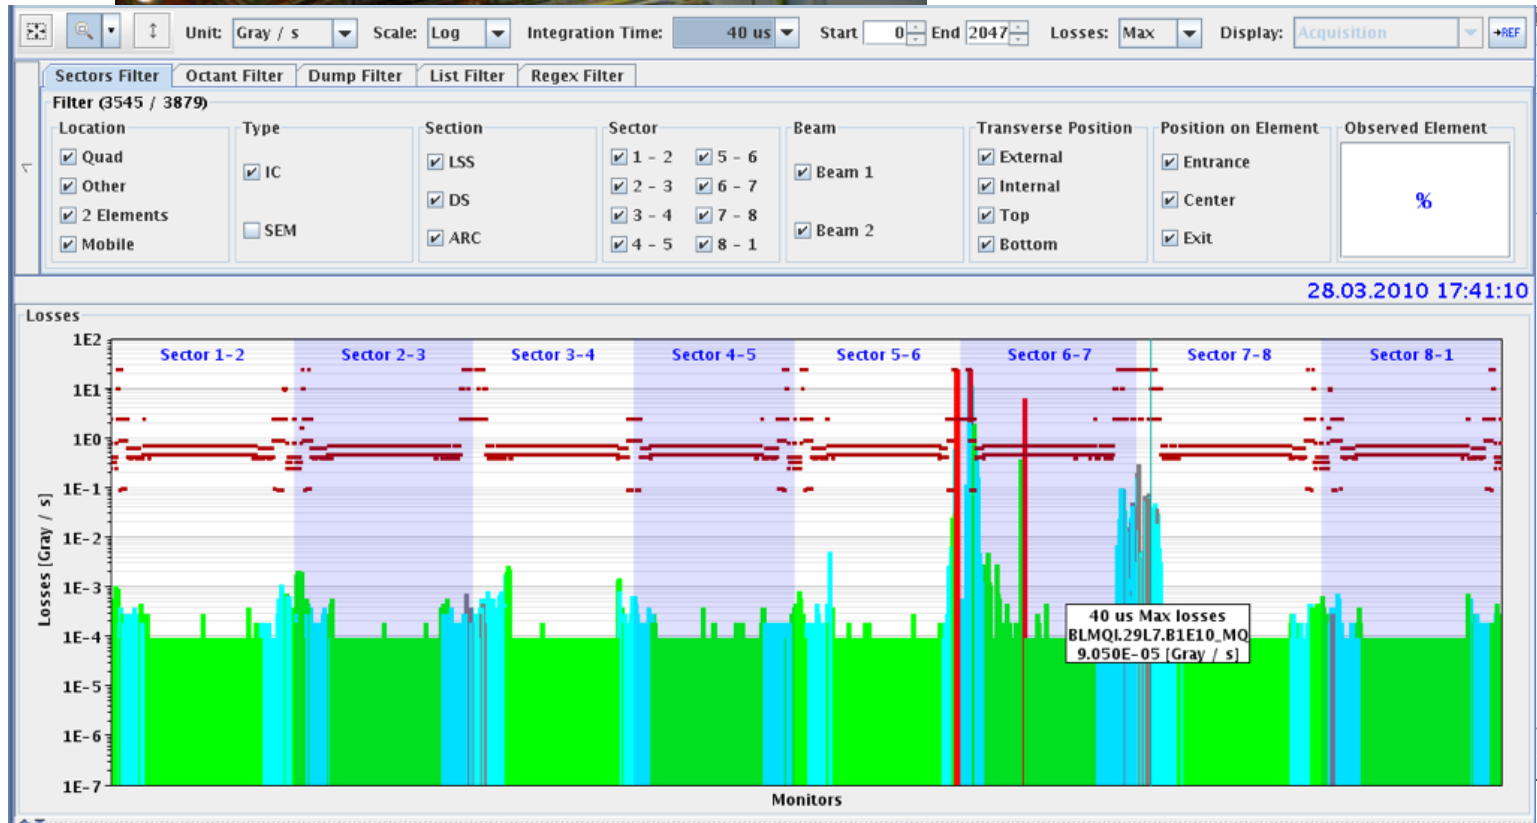 Unit: Gray / s Scale: Log Integration Time: 40 us Start 0 End 2047 Losses: Max Display: Acquisition →REF
Sectors Filter Octant Filter Dump Filter List Filter Regex Filter
Filter (3545 / 3879)
Location Type Section Sector Beam Transverse Position Position on Element Observed Element
Quad IC LSS 1 - 2 5 - 6 Beam 1 External Entrance %
Other SEM DS 2 - 3 6 - 7 Beam 2 Internal Center
2 Elements ARC 3 - 4 7 - 8 Top Exit
Mobile 4 - 5 8 - 1 Bottom
28.03.2010 17:41:10
Losses
Sector 1-2 Sector 2-3 Sector 3-4 Sector 4-5 Sector 5-6 Sector 6-7 Sector 7-8 Sector 8-1
Losses [Gray / s]
1E2
1E1
1E0
1E-1
1E-2
1E-3
1E-4
1E-5
1E-6
1E-7
40 us Max losses
BLMQI.29L7.B1E10_MQ
9.050E-05 [Gray / s]
Monitors